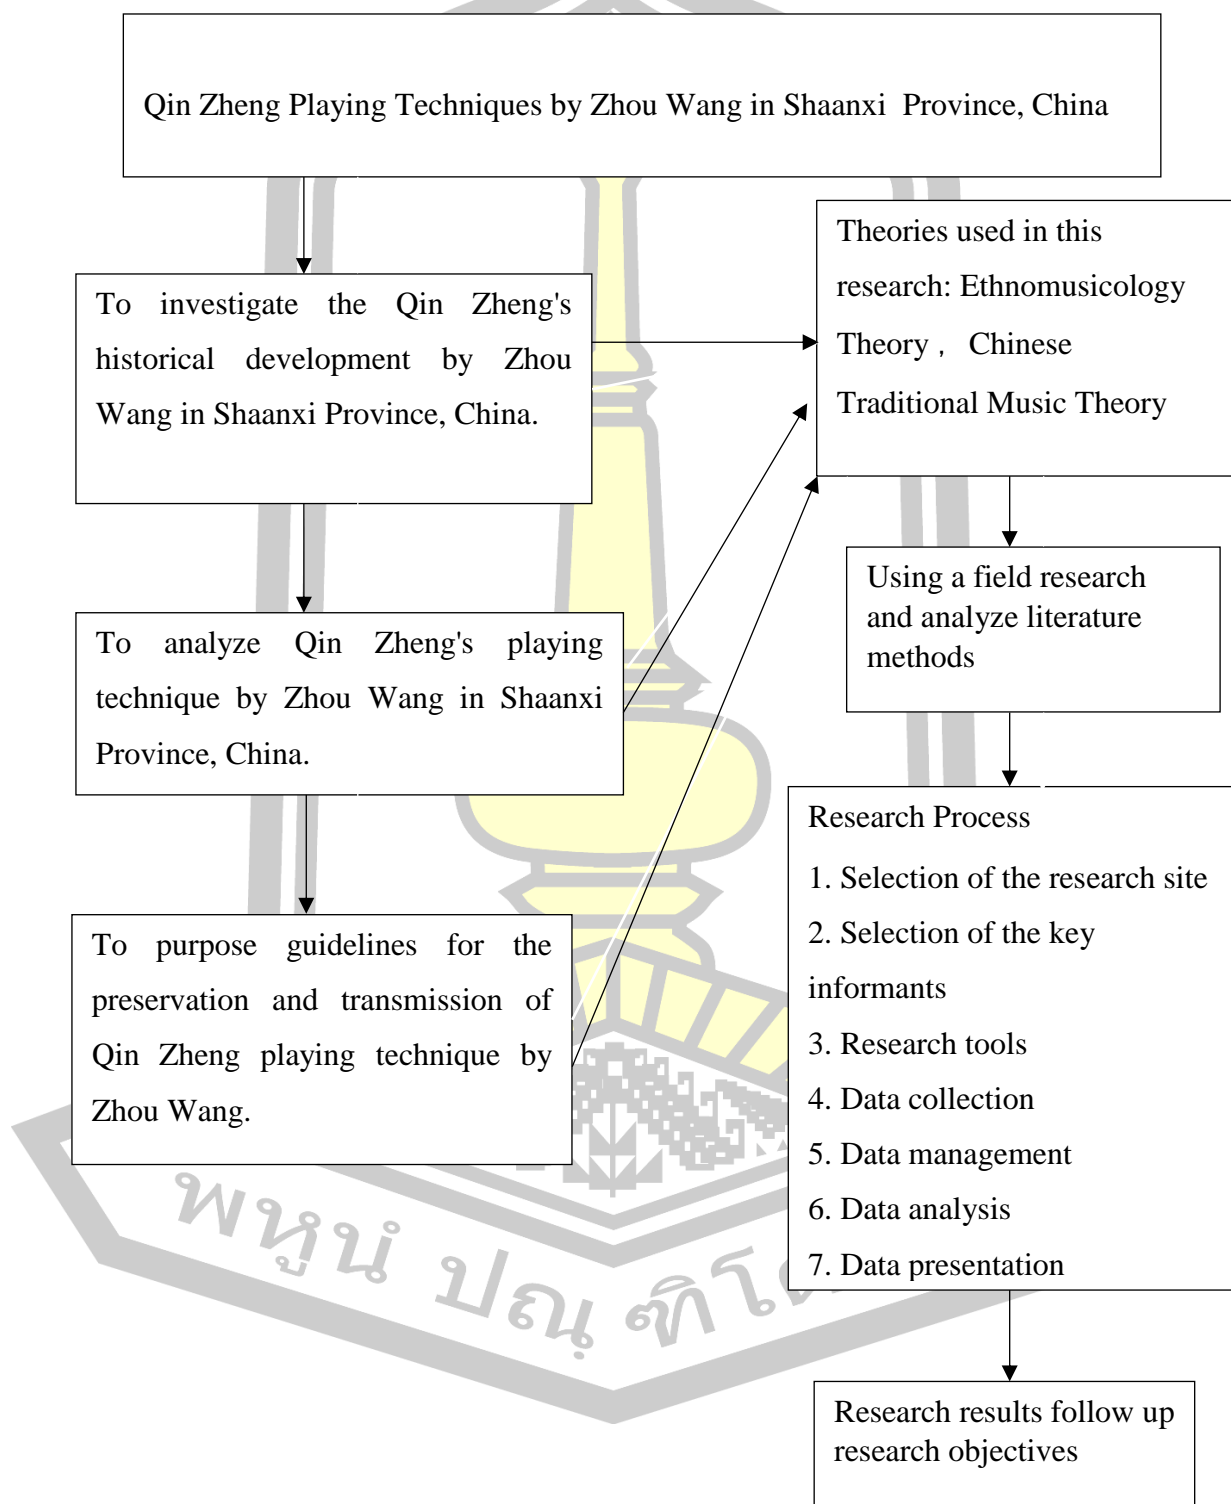 Qin Zheng Playing Techniques by Zhou Wang in Shaanxi Province, China
To investigate the Qin Zheng's
historical development by Zhou
Wang in Shaanxi Province, China.
To analyze Qin Zheng's playing
technique by Zhou Wang in Shaanxi
Province, China.
To purpose guidelines for the
preservation and transmission of
Qin Zheng playing technique by
Zhou Wang.
Theories used in this
research: Ethnomusicology
Theory， Chinese
Traditional Music Theory
Using a field research
and analyze literature
methods
Research Process
1. Selection of the research site
2. Selection of the key
informants
3. Research tools
4. Data collection
5. Data management
6. Data analysis
7. Data presentation
Research results follow up
research objectives
พหูนํ ปณฺ